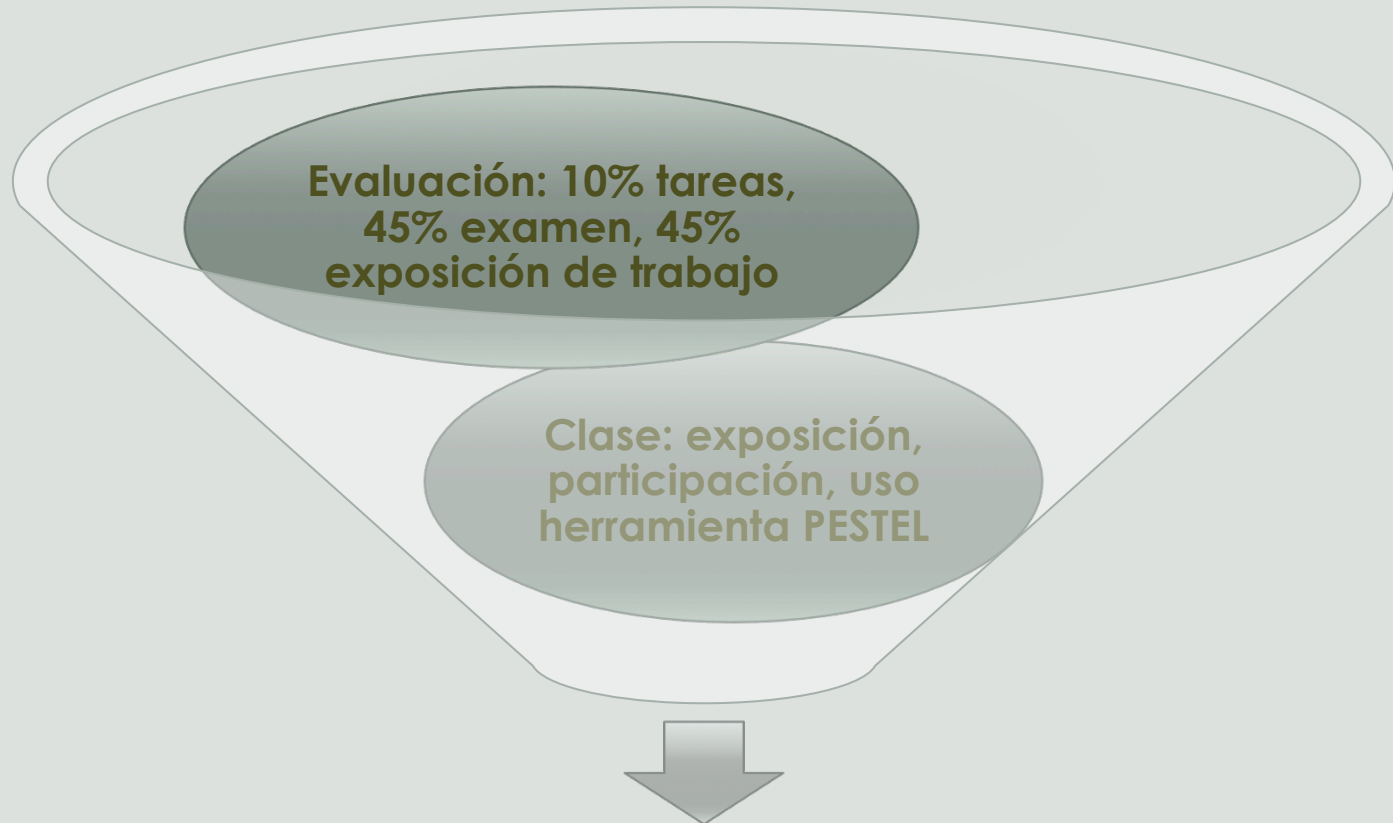 Evaluación: 10% tareas,
45% examen, 45%
exposición de trabajo
Clase: exposición,
participación, uso
herramienta PESTEL